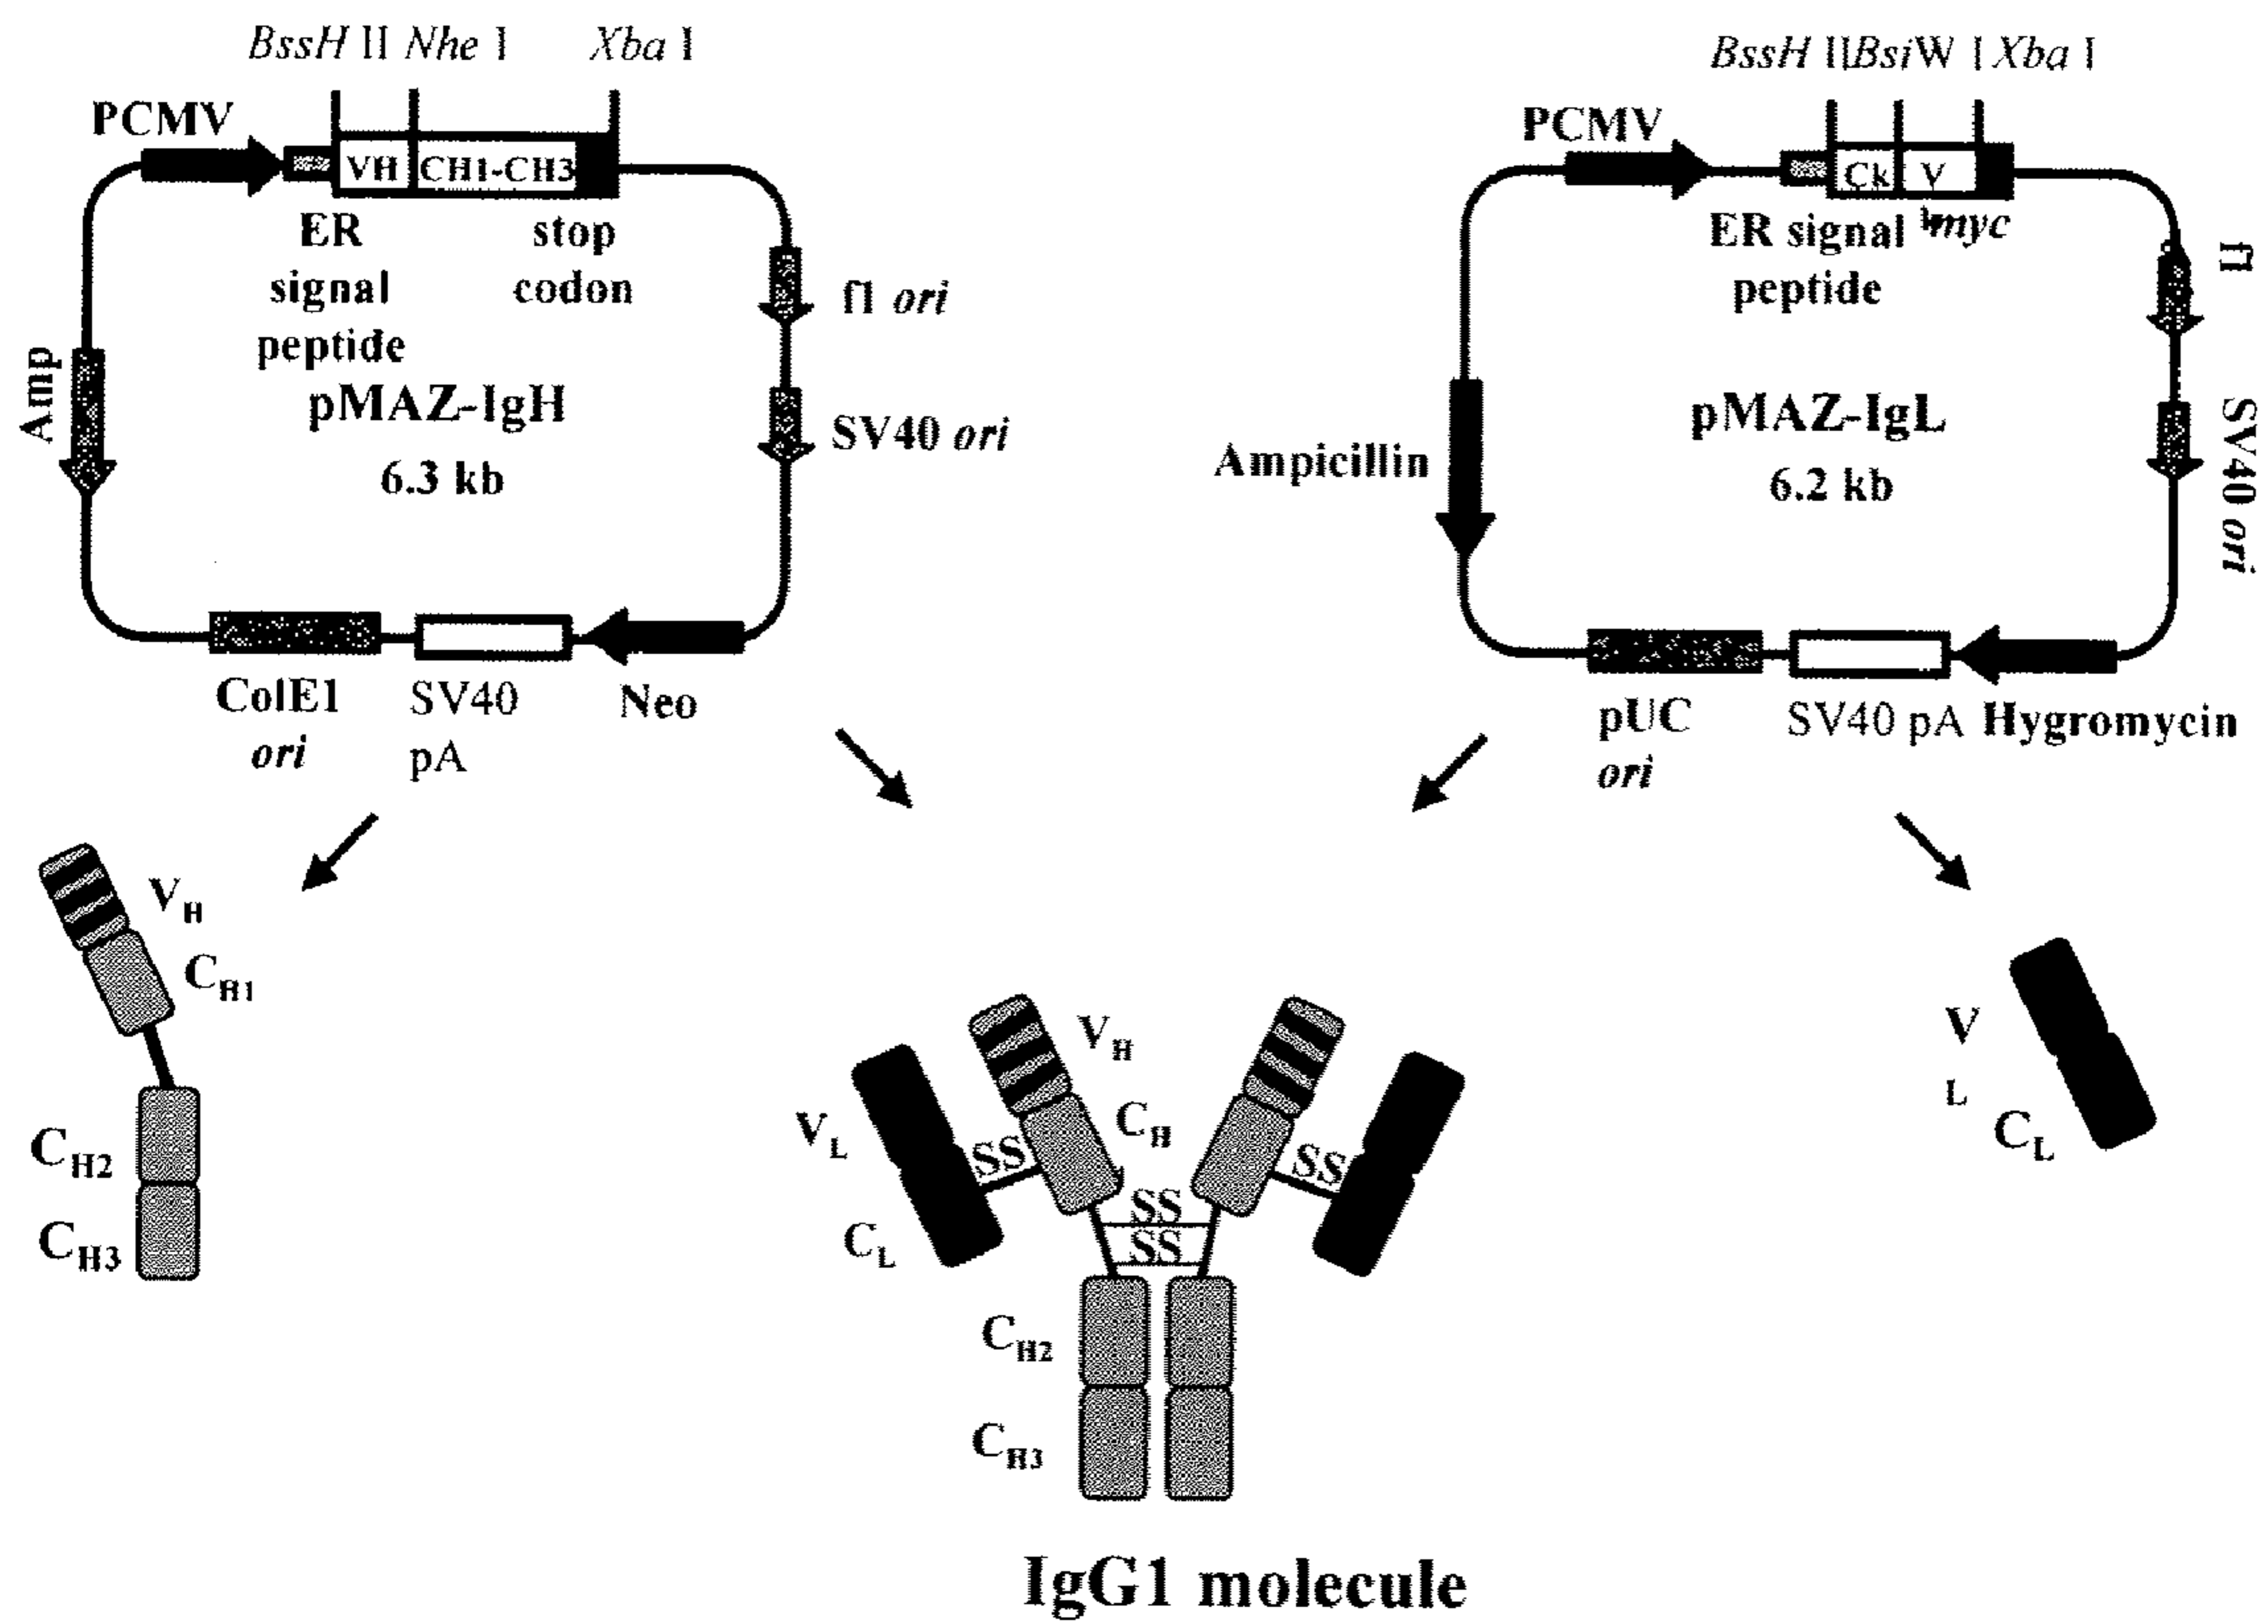 BssH II Nhe I Xba I
PCMV
VH CH1-CH3
ER
signal
peptide
stop
codon
f1 ori
Amp
pMAZ-IgH
6.3 kb
SV40 ori
ColE1
ori
SV40
pA
Neo
BssH II BsiW I Xba I
PCMV
Ck V
ER signal
peptide
myc
f1
Ampicillin
pMAZ-IgL
6.2 kb
SV40 ori
pUC
ori
SV40 pA Hygromycin
VH
CH1
CH2
CH3
VH
CH
VL
SS
SS
SS
SS
CL
CH2
CH3
V
L
CL
IgG1 molecule